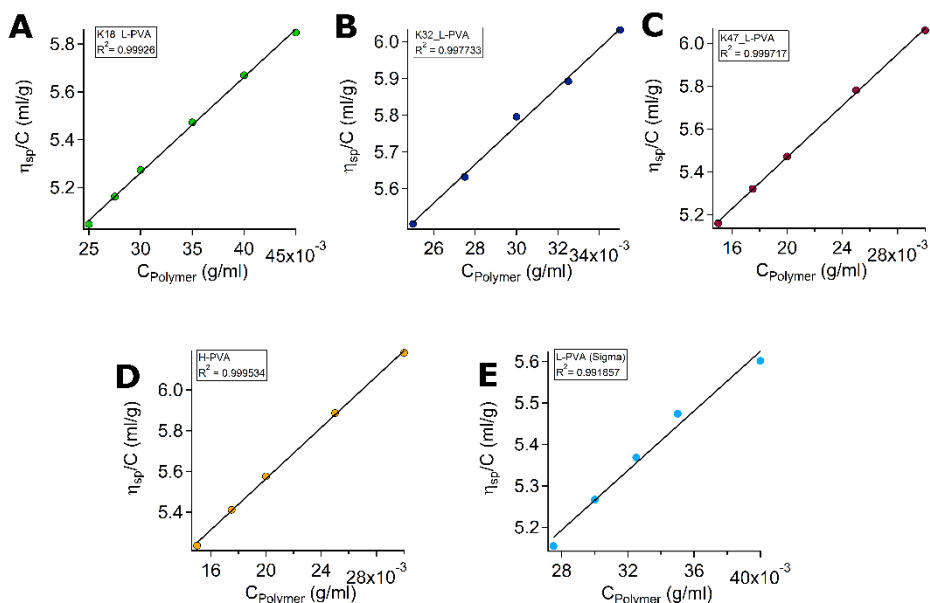 A
K18 L-PVA
R² = 0.99926
5.8
5.6
5.4
5.2
ηsp/C (ml/g)
25 30 35 40 45x10⁻³
CPolymer (g/ml)
B
K32_L-PVA
R² = 0.997733
6.0
5.9
5.8
5.7
5.6
ηsp/C (ml/g)
26 28 30 32 34x10⁻³
CPolymer (g/ml)
C
K47_L-PVA
R² = 0.999717
6.0
5.8
5.6
5.4
5.2
ηsp/C (ml/g)
16 20 24 28x10⁻³
CPolymer (g/ml)
D
H-PVA
R² = 0.999534
6.0
5.8
5.6
5.4
ηsp/C (ml/g)
16 20 24 28x10⁻³
CPolymer (g/ml)
E
L-PVA (Sigma)
R² = 0.991857
5.6
5.5
5.4
5.3
5.2
ηsp/C (ml/g)
28 32 36 40x10⁻³
CPolymer (g/ml)